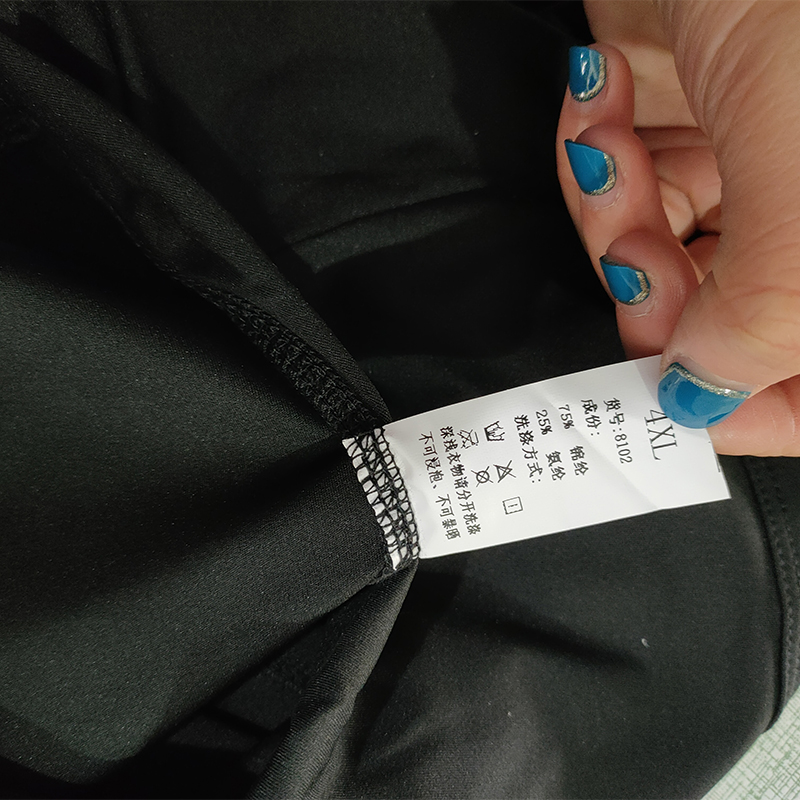 4XL
货号:8102
成份:
75% 锦纶
25% 氨纶
洗涤方式:
深浅衣物请分开洗涤
不可浸泡、不可暴晒